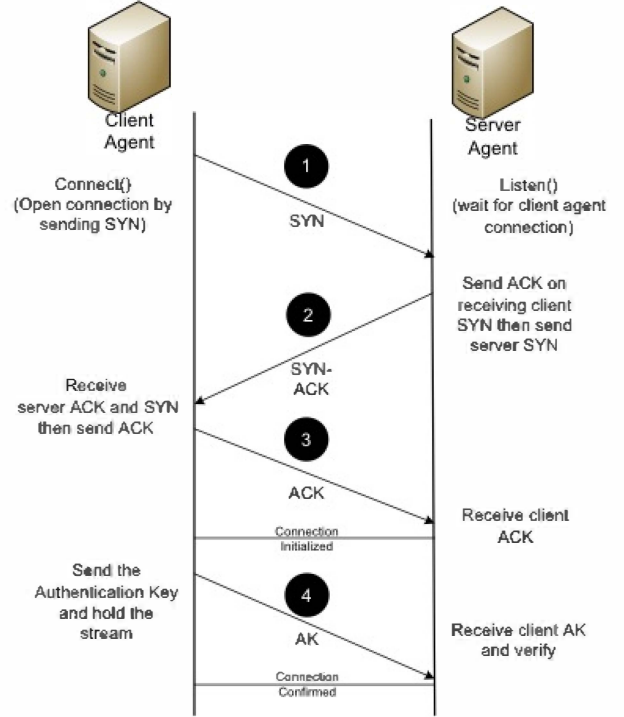 Client
Agent
Server
Agent
Connect()
(Open connection by
sending SYN)
1
SYN
Listen()
(wait for client agent
connection)
Send ACK on
receiving client
SYN then send
server SYN
2
SYN-
ACK
Receive
server ACK and SYN
then send ACK
3
ACK
Receive client
ACK
Connection
Initialized
Send the
Authentication Key
and hold the
stream
4
AK
Receive client AK
and verify
Connection
Confirmed